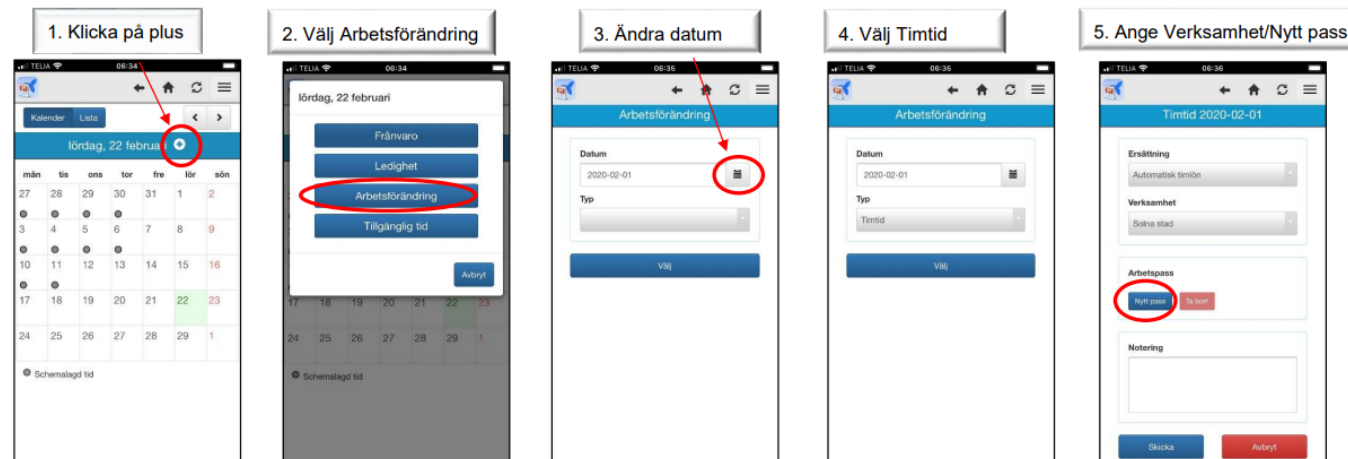 1. Klicka på plus
2. Välj Arbetsförändring
3. Ändra datum
4. Välj Timtid
5. Ange Verksamhet/Nytt pass
TELIA 06:34
Kalender Lista
lördag, 22 februari
mån tis ons tor fre lör sön
27 28 29 30 31 1 2
3 4 5 6 7 8 9
10 11 12 13 14 15 16
17 18 19 20 21 22 23
24 25 26 27 28 29 1
Schemalagd tid
TELIA 06:34
lördag, 22 februari
Frånvaro
Ledighet
Arbetsförändring
Tillgänglig tid
Avbryt
17 18 19 20 21 22 23
24 25 26 27 28 29 1
Schemalagd tid
TELIA 06:35
Arbetsförändring
Datum
2020-02-01
Typ
Välj
TELIA 06:35
Arbetsförändring
Datum
2020-02-01
Typ
Timtid
Välj
TELIA 06:36
Timtid 2020-02-01
Ersättning
Automatisk timlön
Verksamhet
Solna stad
Arbetspass
Nytt pass Ta bort
Notering
Skicka Avbryt